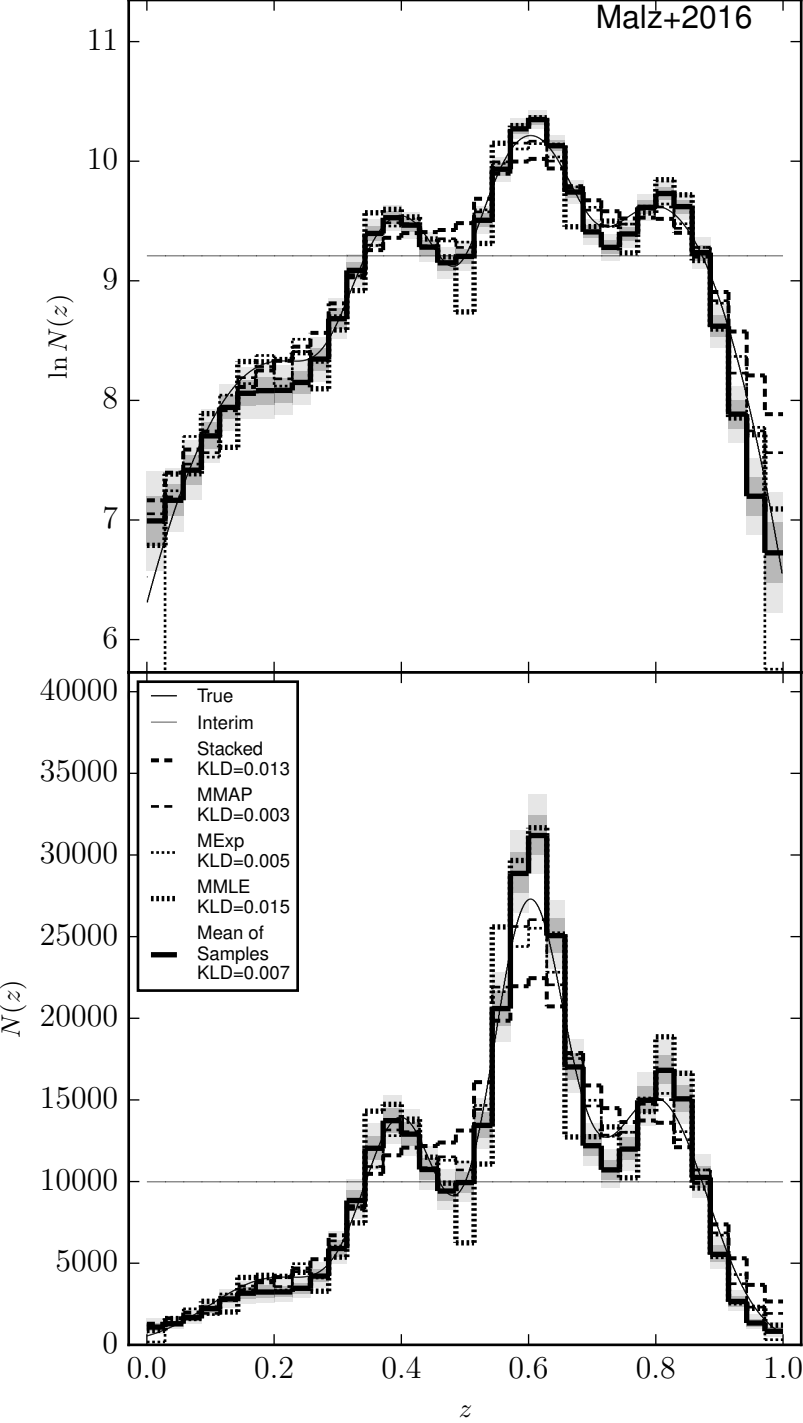 Malz+2016
11
10
9
8
7
6
ln N(z)
40000
35000
30000
25000
20000
15000
10000
5000
0
N(z)
True
Interim
Stacked
KLD=0.013
MMAP
KLD=0.003
MExp
KLD=0.005
MMLE
KLD=0.015
Mean of
Samples
KLD=0.007
0.0 0.2 0.4 0.6 0.8 1.0
z